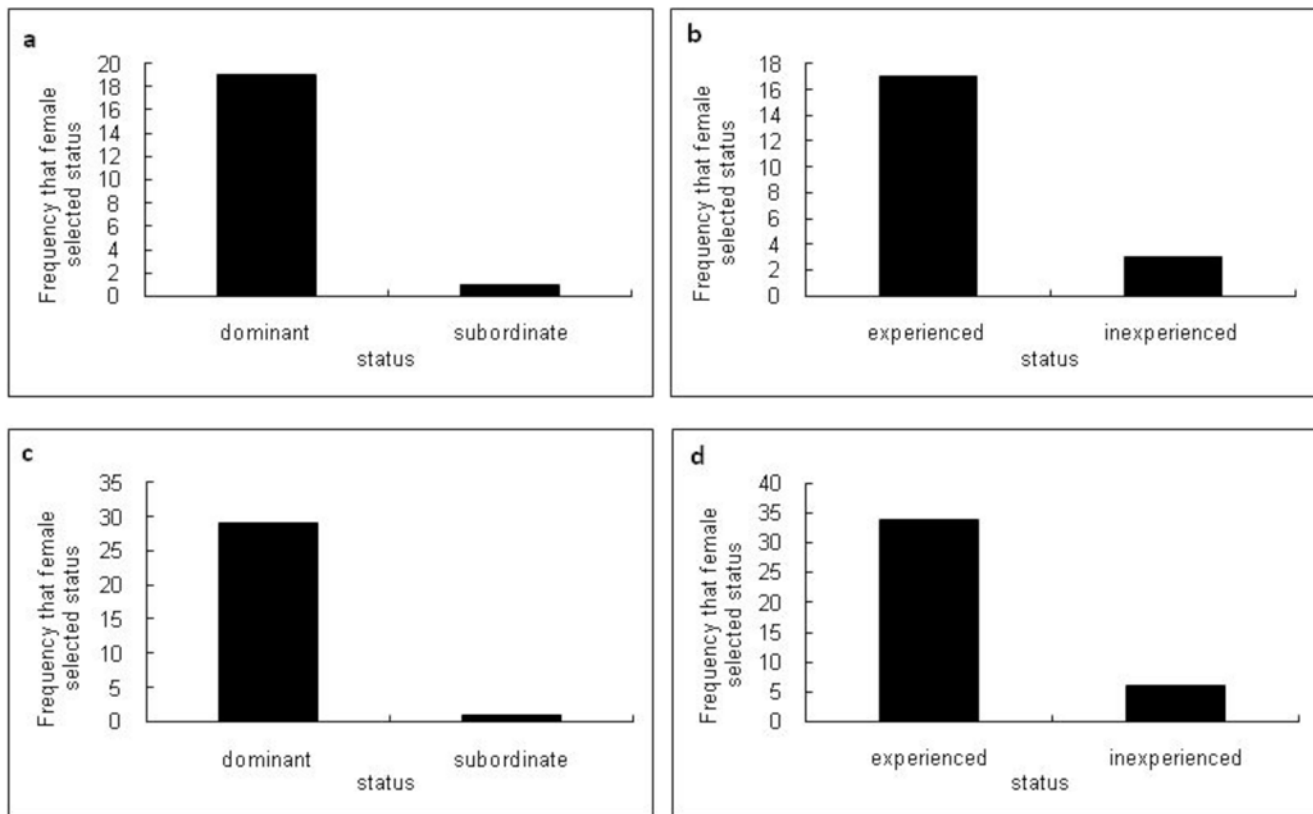 a
Frequency that female
selected status
20
18
16
14
12
10
8
6
4
2
0
dominant subordinate
status
b
Frequency that female
selected status
18
16
14
12
10
8
6
4
2
0
experienced inexperienced
status
c
Frequency that female
selected status
35
30
25
20
15
10
5
0
dominant subordinate
status
d
Frequency that female
selected status
40
35
30
25
20
15
10
5
0
experienced inexperienced
status